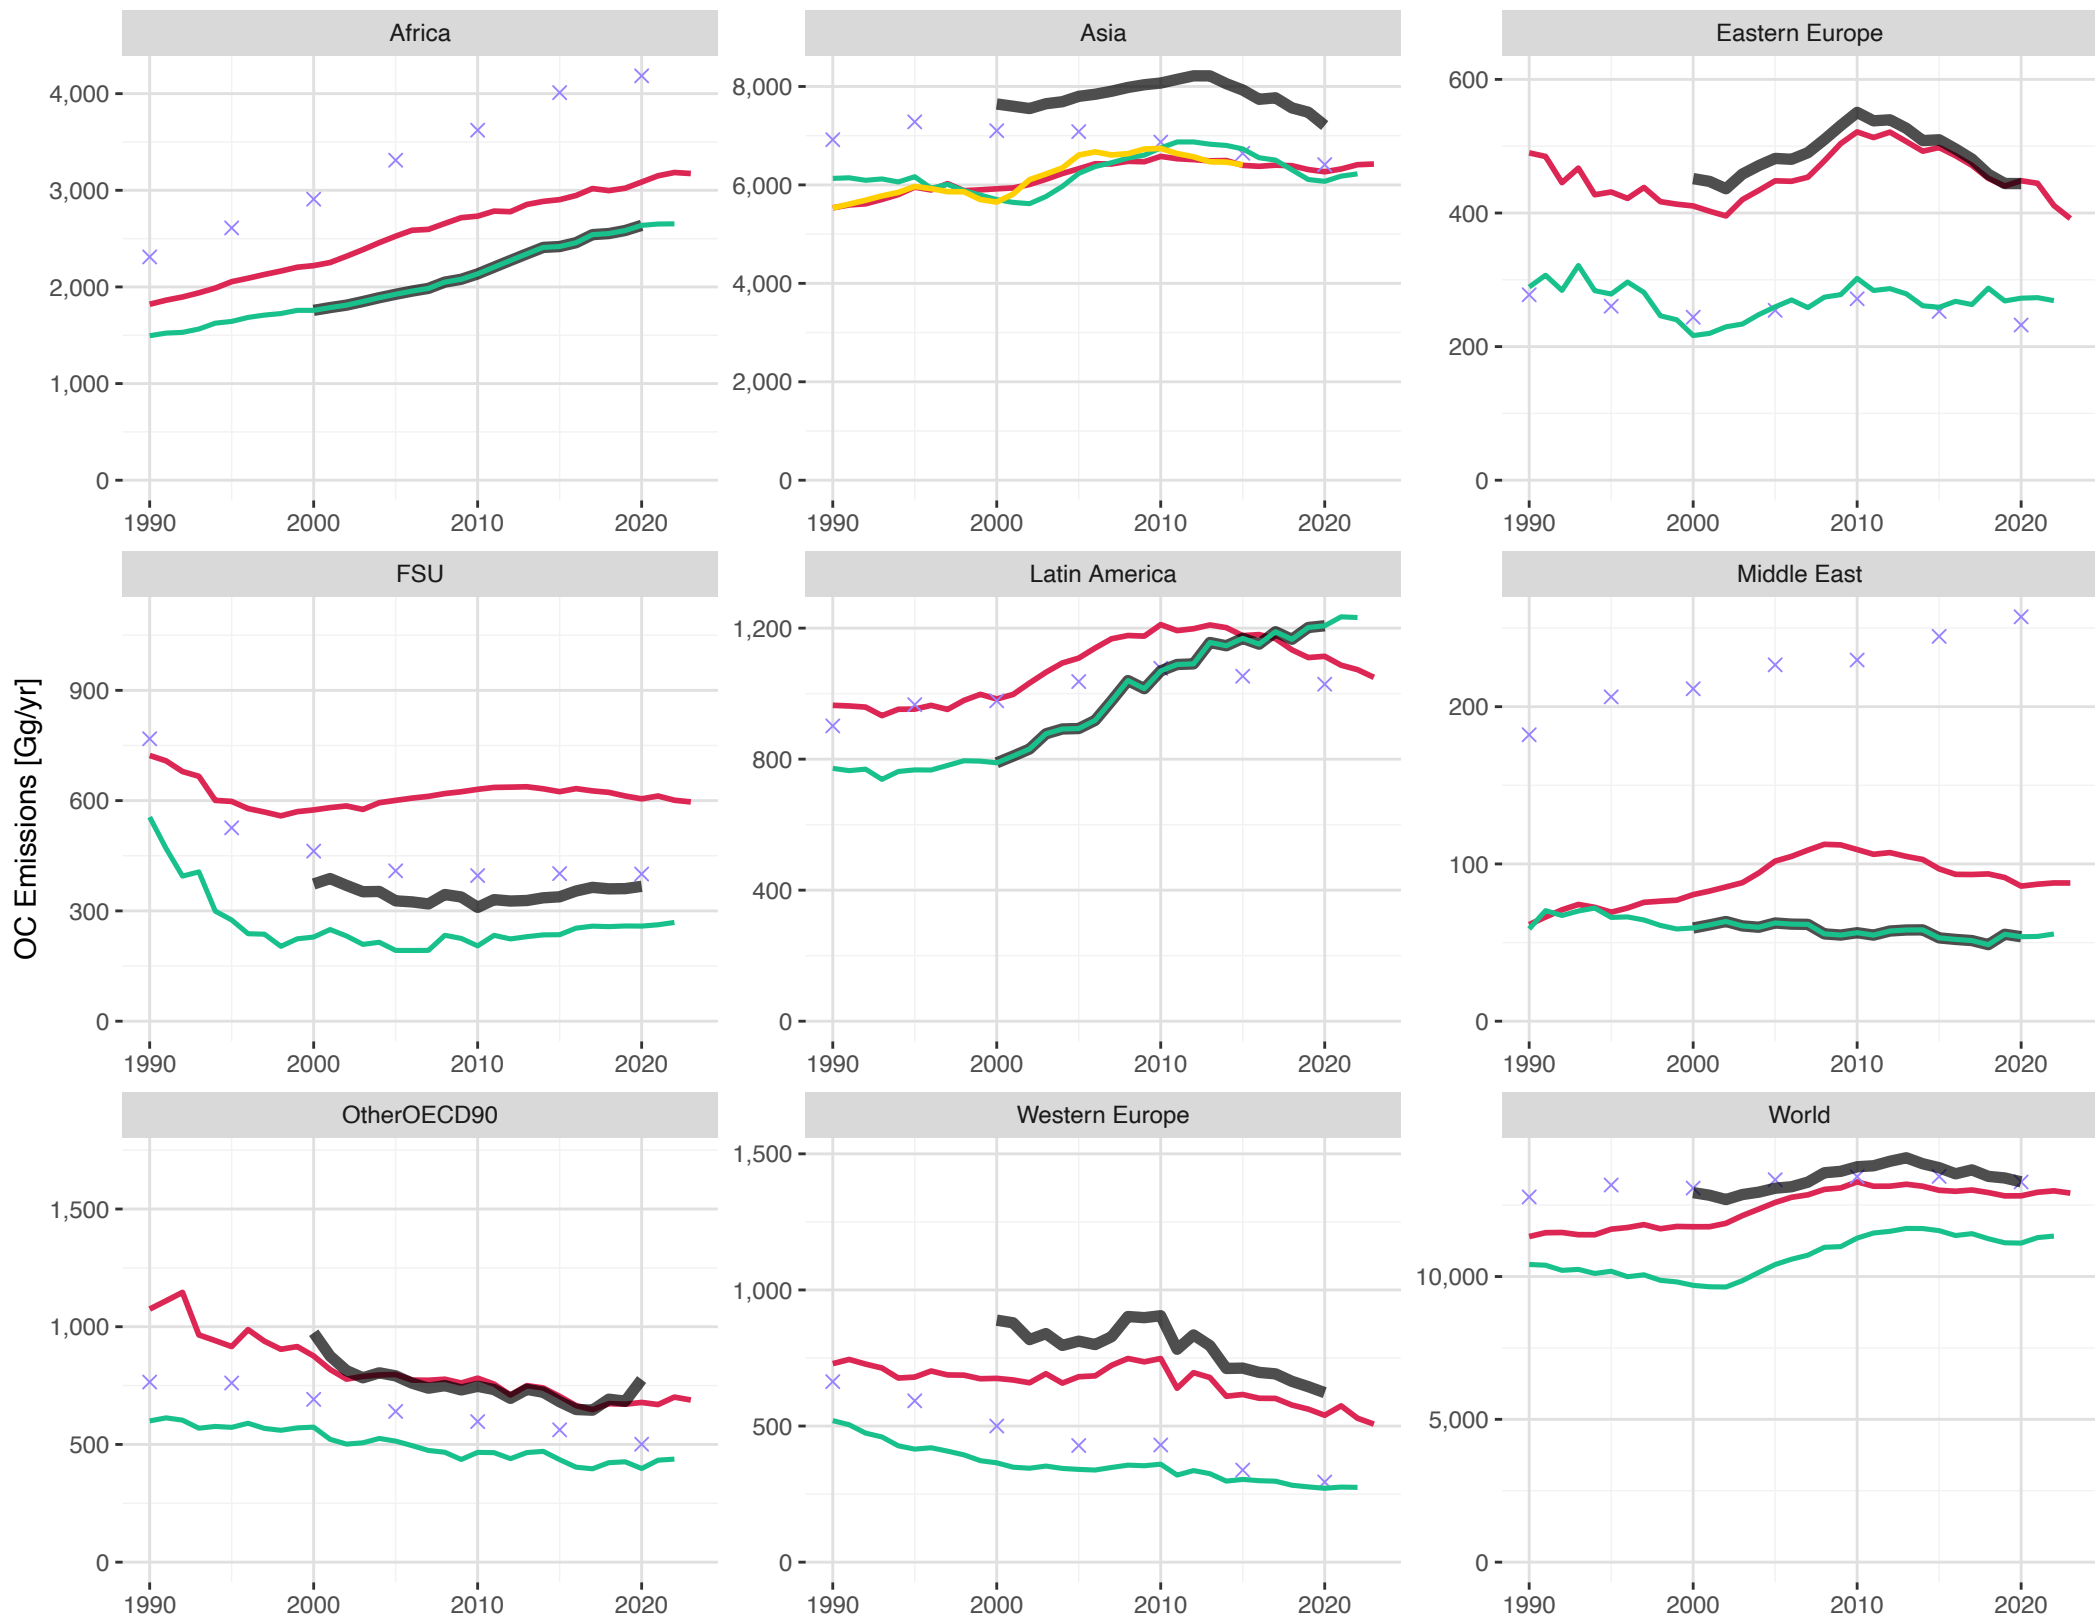 Africa
Asia
Eastern Europe
4,000
3,000
2,000
1,000
0
1990 2000 2010 2020
8,000
6,000
4,000
2,000
0
1990 2000 2010 2020
600
400
200
0
1990 2000 2010 2020
FSU
Latin America
Middle East
OC Emissions [Gg/yr]
900
600
300
0
1990 2000 2010 2020
1,200
800
400
0
1990 2000 2010 2020
200
100
0
1990 2000 2010 2020
OtherOECD90
Western Europe
World
1,500
1,000
500
0
1990 2000 2010 2020
1,500
1,000
500
0
1990 2000 2010 2020
10,000
5,000
0
1990 2000 2010 2020